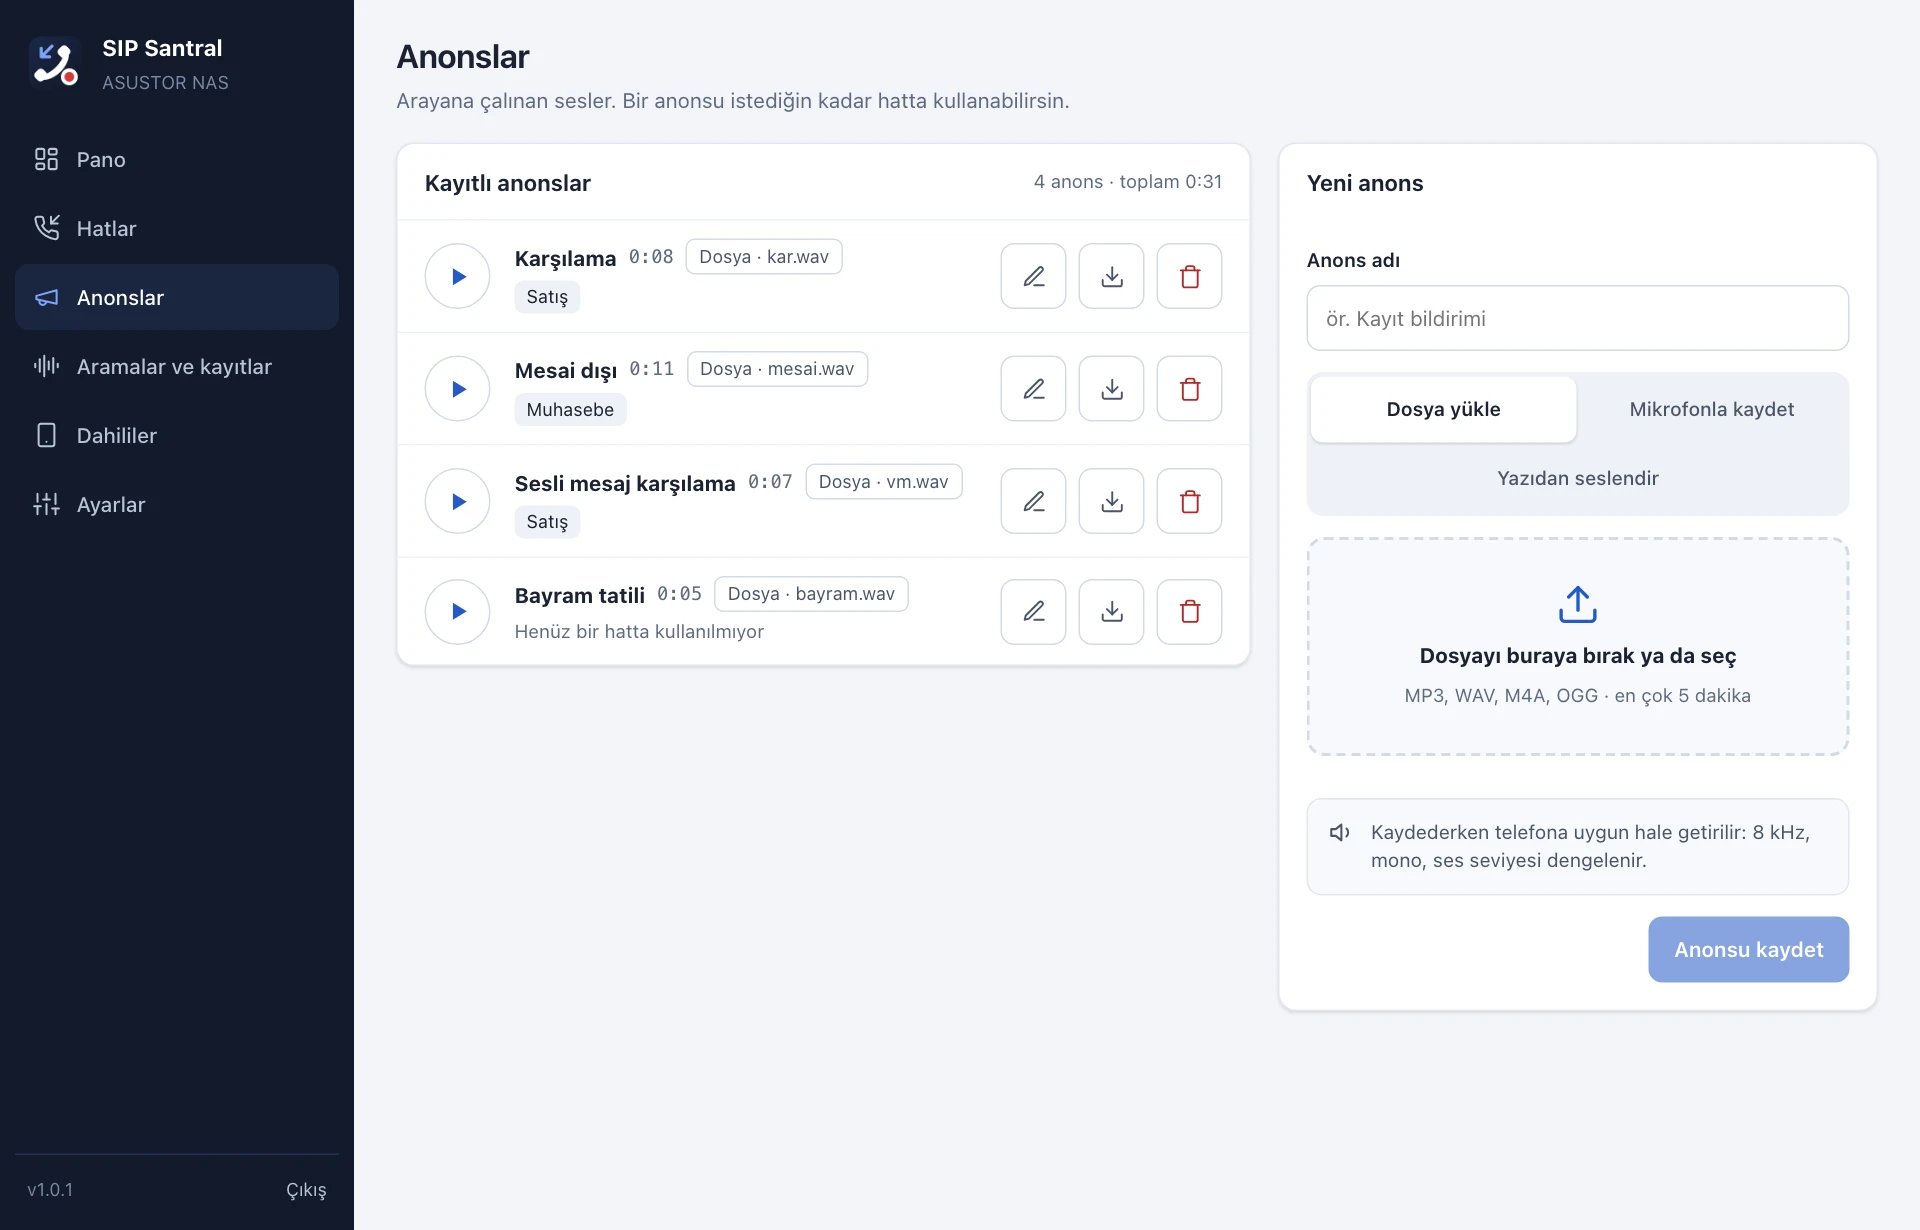 SIP Santral
ASUSTOR NAS
Pano
Hatlar
Anonslar
Aramalar ve kayıtlar
Dahililer
Ayarlar
v1.0.1
Çıkış
Anonslar
Arayana çalınan sesler. Bir anonsu istediğin kadar hatta kullanabilirsin.
Kayıtlı anonslar
4 anons · toplam 0:31
Karşılama 0:08 Dosya · kar.wav
Satış
Mesai dışı 0:11 Dosya · mesai.wav
Muhasebe
Sesli mesaj karşılama 0:07 Dosya · vm.wav
Satış
Bayram tatili 0:05 Dosya · bayram.wav
Henüz bir hatta kullanılmıyor
Yeni anons
Anons adı
ör. Kayıt bildirimi
Dosya yükle
Mikrofonla kaydet
Yazıdan seslendir
Dosyayı buraya bırak ya da seç
MP3, WAV, M4A, OGG · en çok 5 dakika
Kaydederken telefona uygun hale getirilir: 8 kHz,
mono, ses seviyesi dengelenir.
Anonsu kaydet